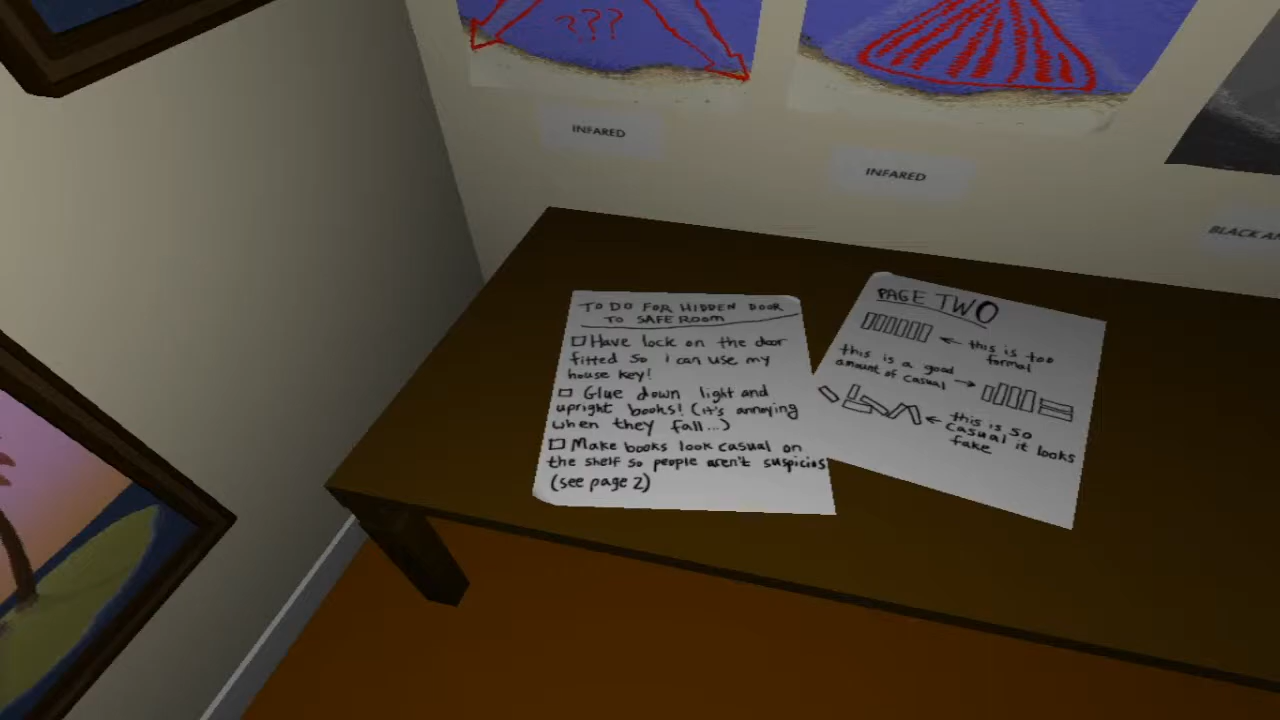 ???
INFARED
INFARED
BLACK AN
TO DO FOR HIDDEN DOOR
TO SAFE ROOM
Have lock on the door
fitted so i can use my
house key!
Glue down light and
upright books! (it's annoying
when they fall...)
Make books look casual on
the shelf so people aren't suspicios
(see page 2)
PAGE TWO
this is too
formal
this is a good
amount of casual
this is so
casual it looks
fake